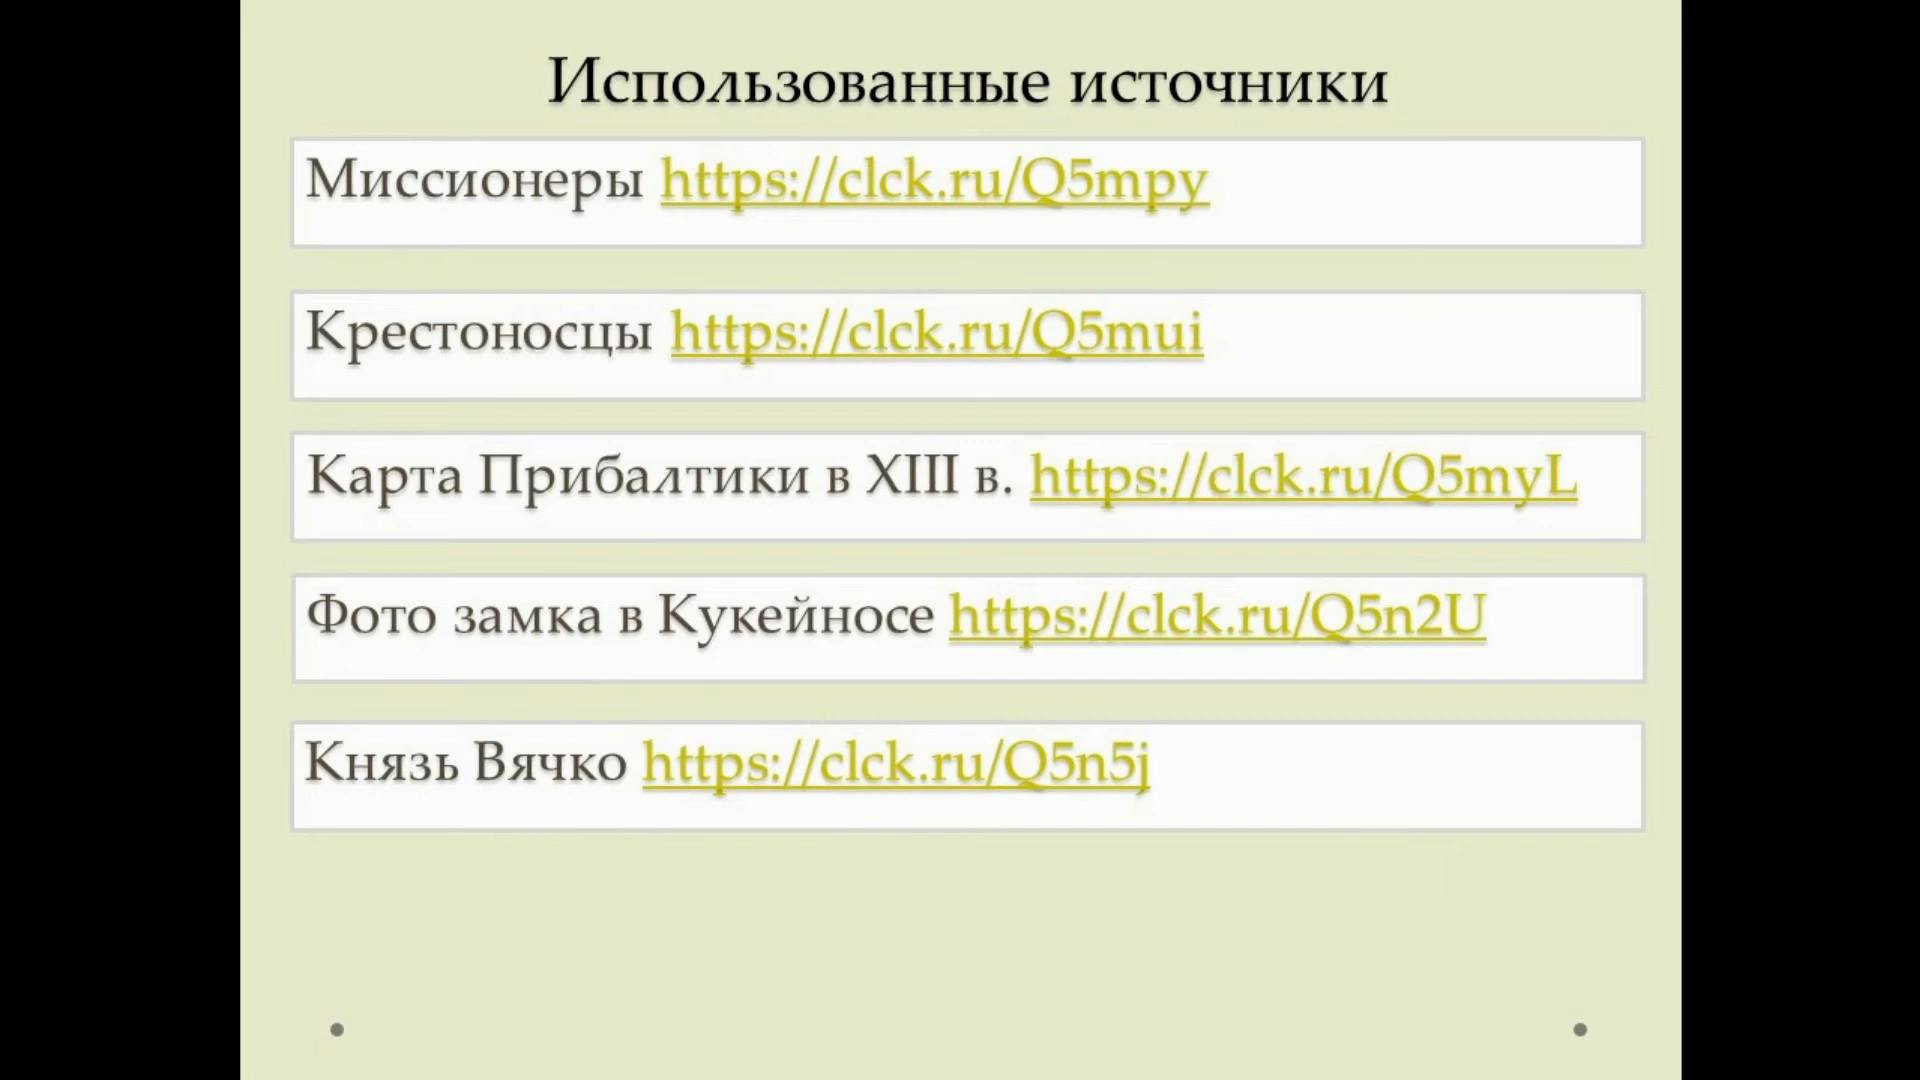 Использованные источники
Миссионеры https://clck.ru/Q5mpy
Крестоносцы https://clck.ru/Q5mui
Карта Прибалтики в XIII в. https://clck.ru/Q5myL
Фото замка в Кукейносе https://clck.ru/Q5n2U
Князь Вячко https://clck.ru/Q5n5j